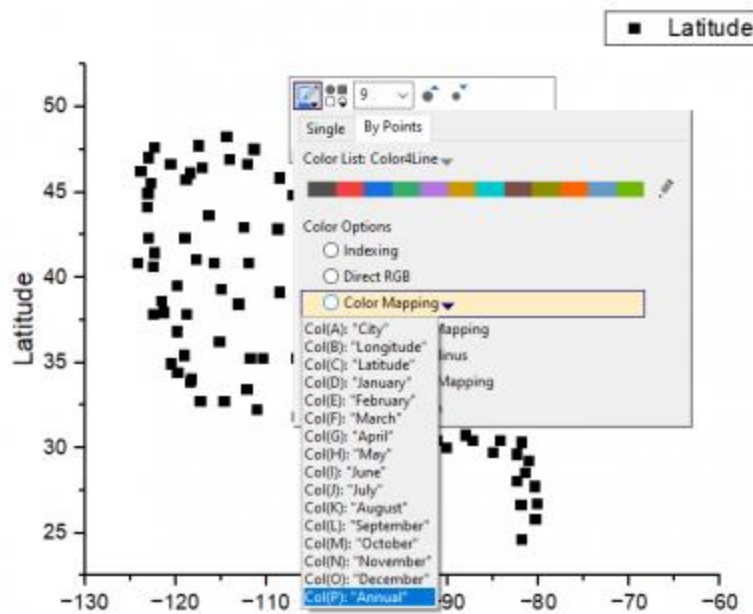 Latitude
50
45
40
35
30
25
Latitude
9
Single By Points
Color List: Color4Line
Color Options
Indexing
Direct RGB
Color Mapping
Mapping
Col(A): "City"
Col(B): "Longitude"
Col(C): "Latitude"
Col(D): "January"
Col(E): "February"
Col(F): "March"
Col(G): "April"
Col(H): "May"
Col(I): "June"
Col(J): "July"
Col(K): "August"
Col(L): "September"
Col(M): "October"
Col(N): "November"
Col(O): "December"
Col(P): "Annual"
Mapping
-130 -120 -110 -90 -80 -70 -60